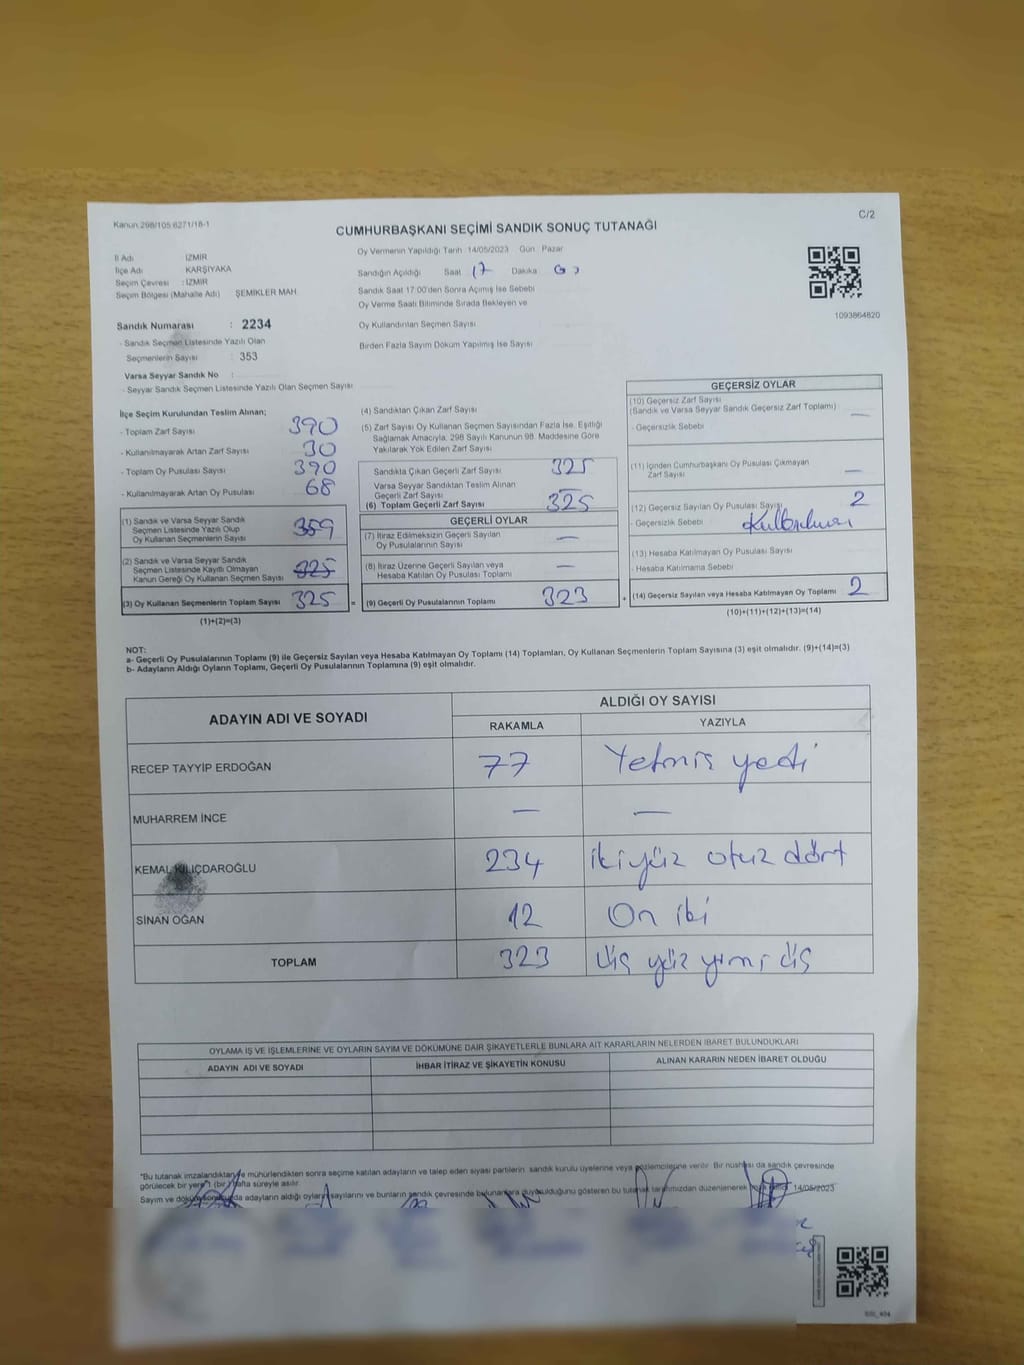 Kanun 298/105 6271/18-1
C/2
CUMHURBAŞKANI SEÇİMİ SANDIK SONUÇ TUTANAĞI
İl Adı : İZMİR
İlçe Adı : KARŞIYAKA
Seçim Çevresi : İZMİR
Seçim Bölgesi (Mahalle Adı) : ŞEMİKLER MAH.
Sandık Numarası : 2234
- Sandık Seçmen Listesinde Yazılı Olan
Seçmenlerin Sayısı : 353
Varsa Seyyar Sandık No :
- Seyyar Sandık Seçmen Listesinde Yazılı Olan Seçmen Sayısı
Oy Vermenin Yapıldığı Tarih 14/05/2023 Gün Pazar
Sandığın Açıldığı Saat 17 Dakika
Sandık Saat 17:00'den Sonra Açılmış İse Sebebi
Oy Verme Saati Bitiminde Sırada Bekleyen ve
Oy Kullandırılan Seçmen Sayısı
Birden Fazla Sayım Döküm Yapılmış İse Sayısı
1093864820
İlçe Seçim Kurulundan Teslim Alınan;
- Toplam Zarf Sayısı 390
- Kullanılmayarak Artan Zarf Sayısı 30
- Toplam Oy Pusulası Sayısı 390
- Kullanılmayarak Artan Oy Pusulası 68
(1) Sandık ve Varsa Seyyar Sandık
Seçmen Listesinde Yazılı Olup
Oy Kullanan Seçmenlerin Sayısı
(2) Sandık ve Varsa Seyyar Sandık
Seçmen Listesinde Kayıtlı Olmayan
Kanun Gereği Oy Kullanan Seçmen Sayısı 325
(3) Oy Kullanan Seçmenlerin Toplam Sayısı 325 =
(1)+(2)=(3)
(4) Sandıktan Çıkan Zarf Sayısı
(5) Zarf Sayısı Oy Kullanan Seçmen Sayısından Fazla İse, Eşitliği
Sağlamak Amacıyla, 298 Sayılı Kanunun 98. Maddesine Göre
Yakılarak Yok Edilen Zarf Sayısı
Sandıkta Çıkan Geçerli Zarf Sayısı 325
Varsa Seyyar Sandıktan Teslim Alınan
Geçerli Zarf Sayısı
(6) Toplam Geçerli Zarf Sayısı 325
GEÇERLİ OYLAR
(7) İtiraz Edilmeksizin Geçerli Sayılan
Oy Pusulalarının Sayısı —
(8) İtiraz Üzerine Geçerli Sayılan veya
Hesaba Katılan Oy Pusulası Toplamı —
(9) Geçerli Oy Pusulalarının Toplamı 323 +
GEÇERSİZ OYLAR
(10) Geçersiz Zarf Sayısı
(Sandık ve Varsa Seyyar Sandık Geçersiz Zarf Toplamı) —
- Geçersizlik Sebebi
(11) İçinden Cumhurbaşkanı Oy Pusulası Çıkmayan
Zarf Sayısı —
(12) Geçersiz Sayılan Oy Pusulası Sayısı 2
- Geçersizlik Sebebi
(13) Hesaba Katılmayan Oy Pusulası Sayısı
- Hesaba Katılmama Sebebi
(14) Geçersiz Sayılan veya Hesaba Katılmayan Oy Toplamı 2
(10)+(11)+(12)+(13)=(14)
NOT:
a- Geçerli Oy Pusulalarının Toplamı (9) ile Geçersiz Sayılan veya Hesaba Katılmayan Oy Toplamı (14) Toplamları, Oy Kullanan Seçmenlerin Toplam Sayısına (3) eşit olmalıdır. (9)+(14)=(3)
b- Adayların Aldığı Oyların Toplamı, Geçerli Oy Pusulalarının Toplamına (9) eşit olmalıdır.
ADAYIN ADI VE SOYADI
ALDIĞI OY SAYISI
RAKAMLA YAZIYLA
RECEP TAYYİP ERDOĞAN 77 Yetmiş yedi
MUHARREM İNCE — —
KEMAL KILIÇDAROĞLU 234 ikiyüz otuz dört
SİNAN OĞAN 12 On iki
TOPLAM 323 üç yüz yirmi üç
OYLAMA İŞ VE İŞLEMLERİNE VE OYLARIN SAYIM VE DÖKÜMÜNE DAİR ŞİKAYETLERLE BUNLARA AİT KARARLARIN NELERDEN İBARET BULUNDUKLARI
ADAYIN ADI VE SOYADI İHBAR İTİRAZ VE ŞİKAYETİN KONUSU ALINAN KARARIN NEDEN İBARET OLDUĞU
*Bu tutanak imzalandıktan ve mühürlendikten sonra seçime katılan adayların ve talep eden siyasi partilerin sandık kurulu üyelerine veya gözlemcilerine verilir. Bir nüshası da sandık çevresinde
görülecek bir yere 1 (bir) hafta süreyle asılır.
Sayım ve döküm sonunda adayların aldığı oyların sayılarını ve bunların sandık çevresinde bulunanlara duyurulduğunu gösteren bu tutanak tarafımızdan düzenlenerek 14/05/2023